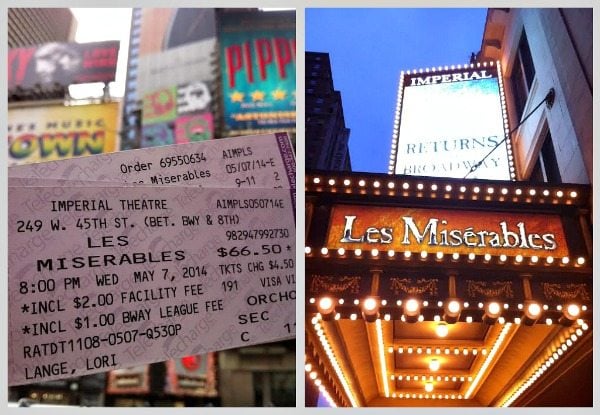 PIPP
OWN
Order 69550634
AIMPLS
Les Miserables
05/07/14-E
9-11 2
IMPERIAL THEATRE
AIMPLS050714E
249 W. 45TH ST. (BET. BWY & 8TH)
LES
982947992730
MISERABLES
$66.50*
8:00 PM WED MAY 7, 2014
TKTS CHG $4.50
*INCL $2.00 FACILITY FEE
191
VISA VI
*INCL $1.00 BWAY LEAGUE FEE
ORCHO
RATDT1108-0507-Q530P
SEC
C
LANGE, LORI
IMPERIAL
RETURNS
BROADWAY
Les Misérables